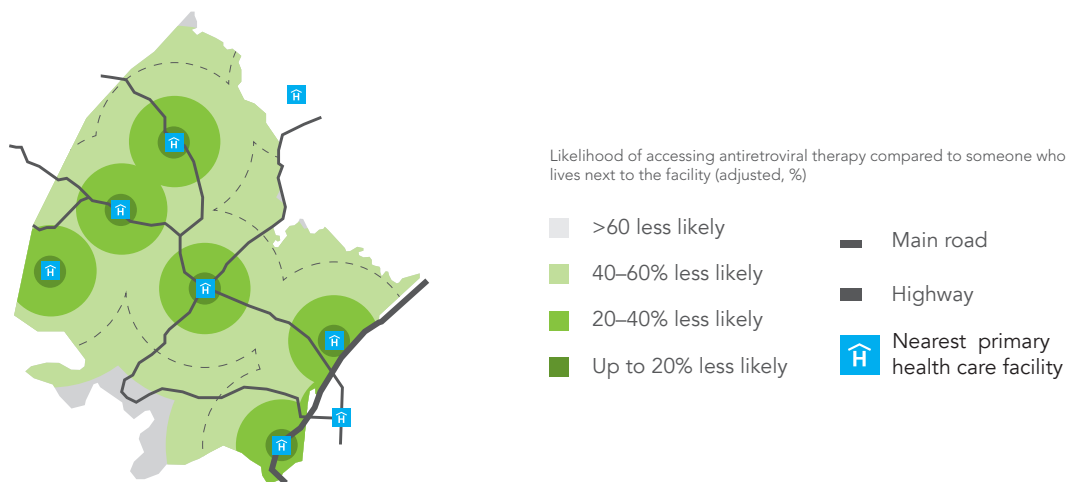 Likelihood of accessing antiretroviral therapy compared to someone who
lives next to the facility (adjusted, %)
>60 less likely
40–60% less likely
20–40% less likely
Up to 20% less likely
Main road
Highway
Nearest primary
health care facility